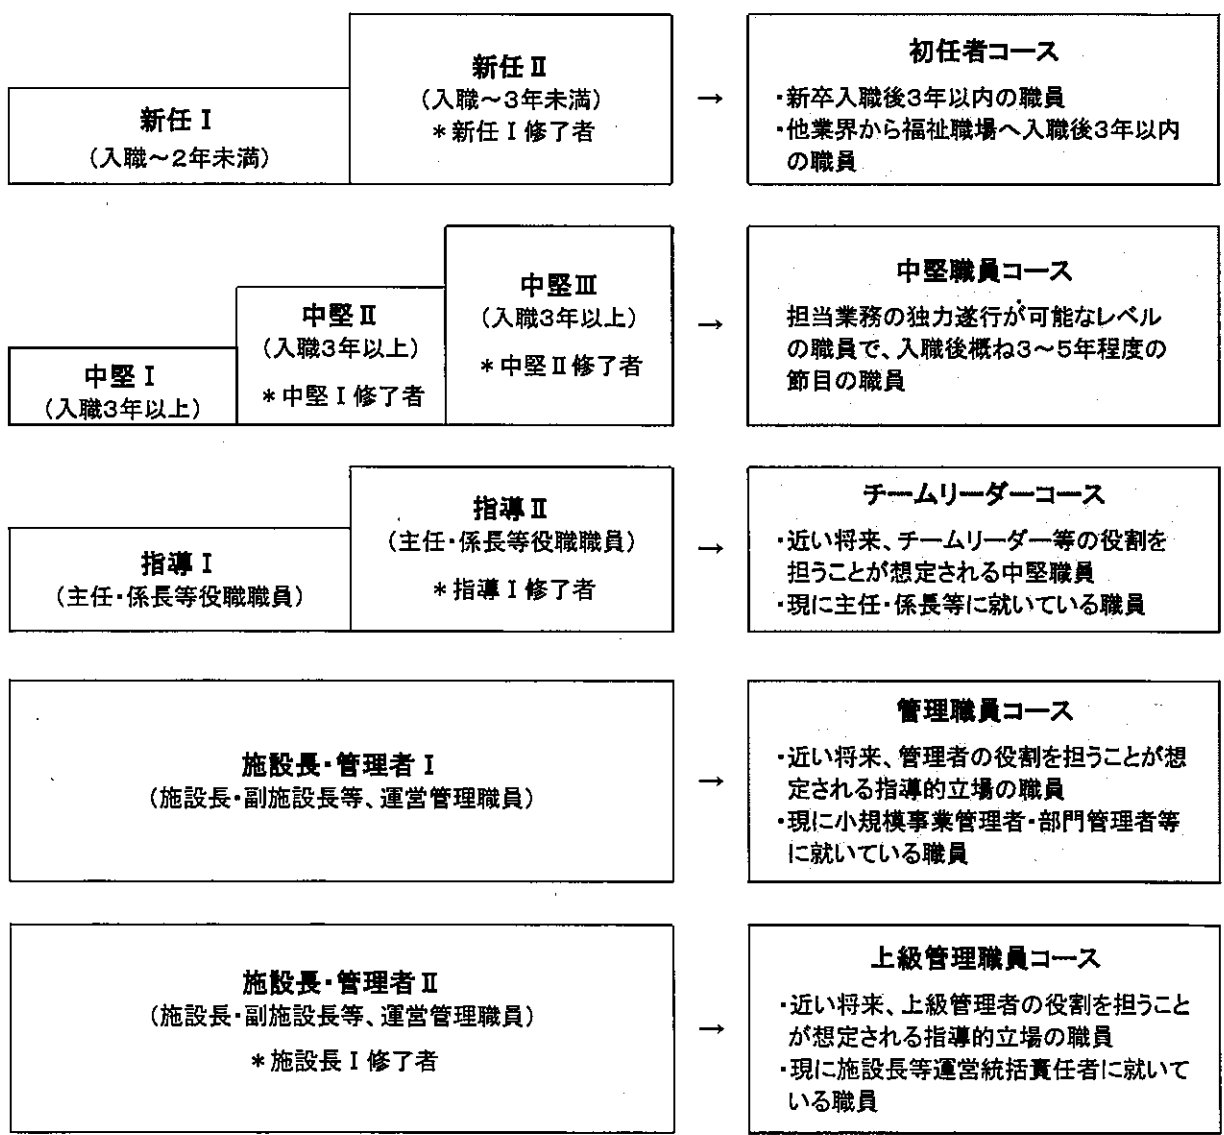 新任Ⅰ
（入職～2年未満）
新任Ⅱ
（入職～3年未満）
＊新任Ⅰ修了者
→
初任者コース
・新卒入職後3年以内の職員
・他業界から福祉職場へ入職後3年以内
の職員
中堅Ⅰ
（入職3年以上）
中堅Ⅱ
（入職3年以上）
＊中堅Ⅰ修了者
中堅Ⅲ
（入職3年以上）
＊中堅Ⅱ修了者
→
中堅職員コース
担当業務の独力遂行が可能なレベル
の職員で、入職後概ね3～5年程度の
節目の職員
指導Ⅰ
（主任・係長等役職職員）
指導Ⅱ
（主任・係長等役職職員）
＊指導Ⅰ修了者
→
チームリーダーコース
・近い将来、チームリーダー等の役割を
担うことが想定される中堅職員
・現に主任・係長等に就いている職員
施設長・管理者Ⅰ
（施設長・副施設長等、運営管理職員）
→
管理職員コース
・近い将来、管理者の役割を担うことが想
定される指導的立場の職員
・現に小規模事業管理者・部門管理者等
に就いている職員
施設長・管理者Ⅱ
（施設長・副施設長等、運営管理職員）
＊施設長Ⅰ修了者
→
上級管理職員コース
・近い将来、上級管理者の役割を担うこと
が想定される指導的立場の職員
・現に施設長等運営統括責任者に就いて
いる職員